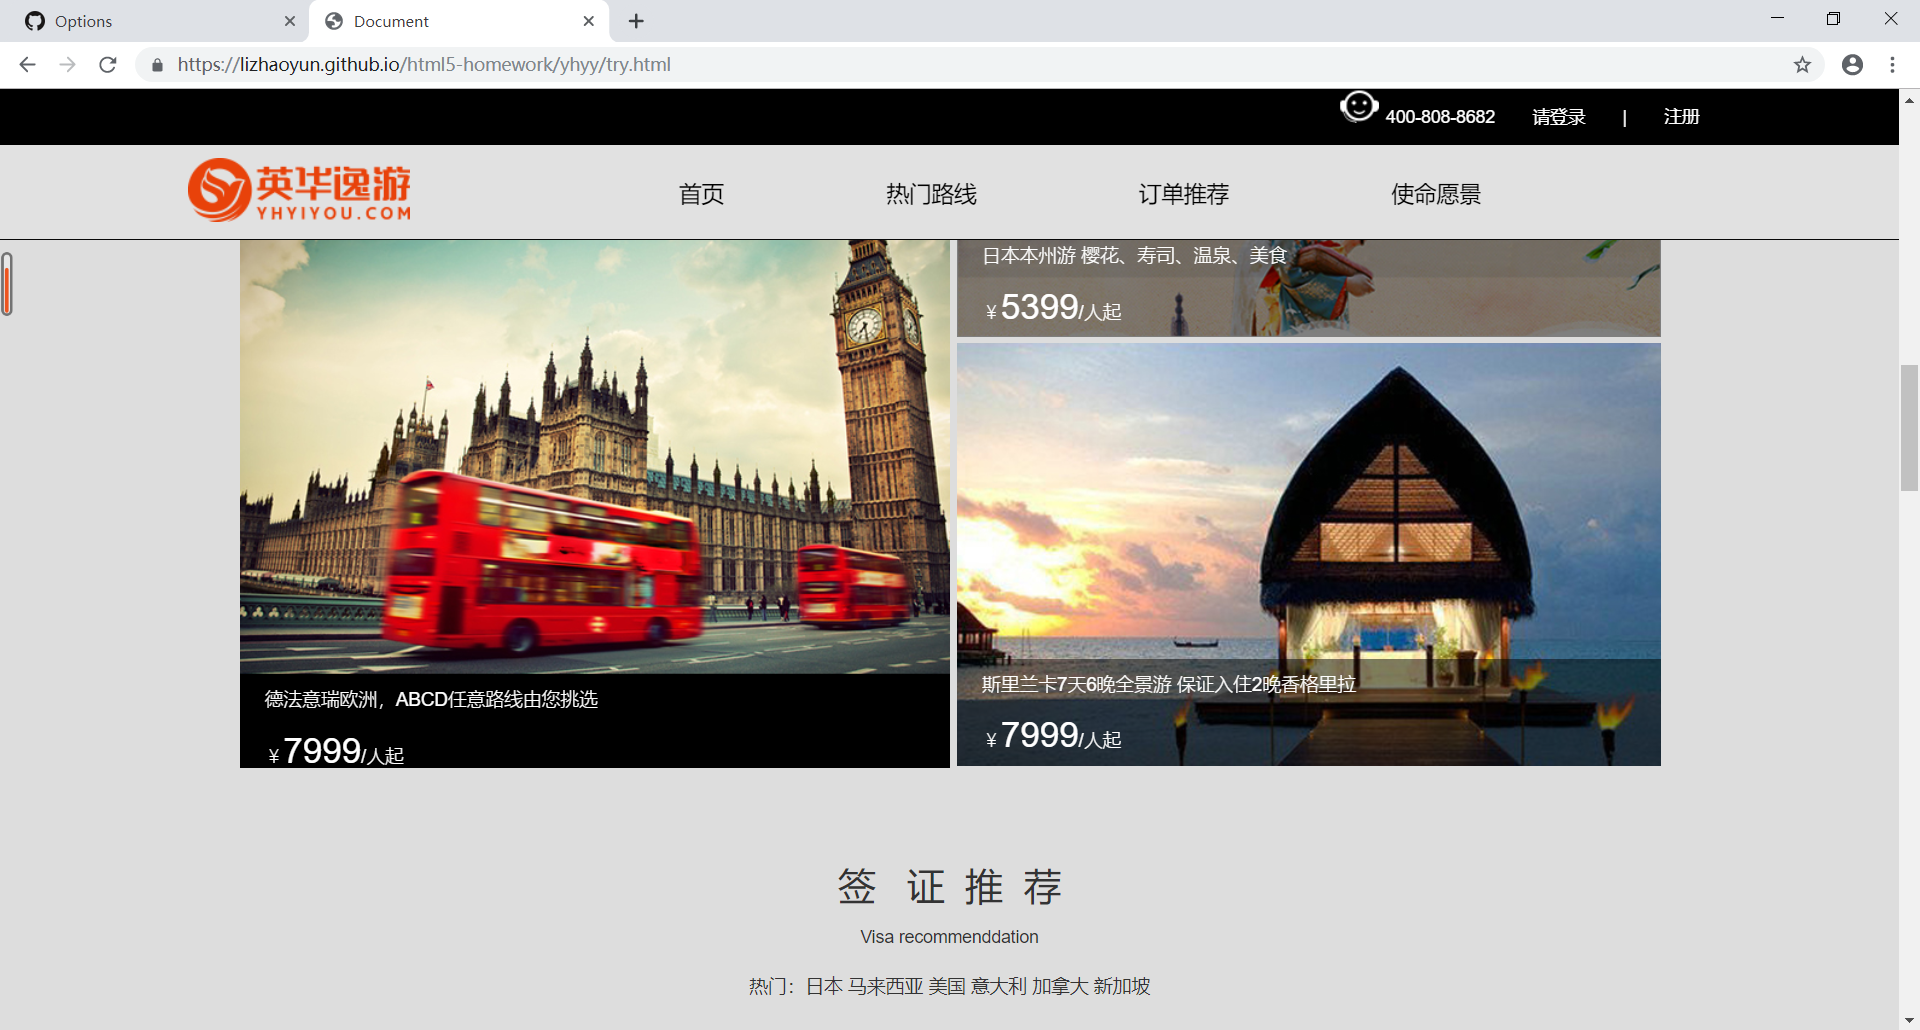 Options
Document
https://lizhaoyun.github.io/html5-homework/yhyy/try.html
400-808-8682 请登录 | 注册
英华逸游
YHYIYOU.COM
首页 热门路线 订单推荐 使命愿景
日本本州游 樱花、寿司、温泉、美食
¥5399/人起
德法意瑞欧洲，ABCD任意路线由您挑选
¥7999/人起
斯里兰卡7天6晚全景游 保证入住2晚香格里拉
¥7999/人起
签 证 推 荐
Visa recommenddation
热门：日本 马来西亚 美国 意大利 加拿大 新加坡